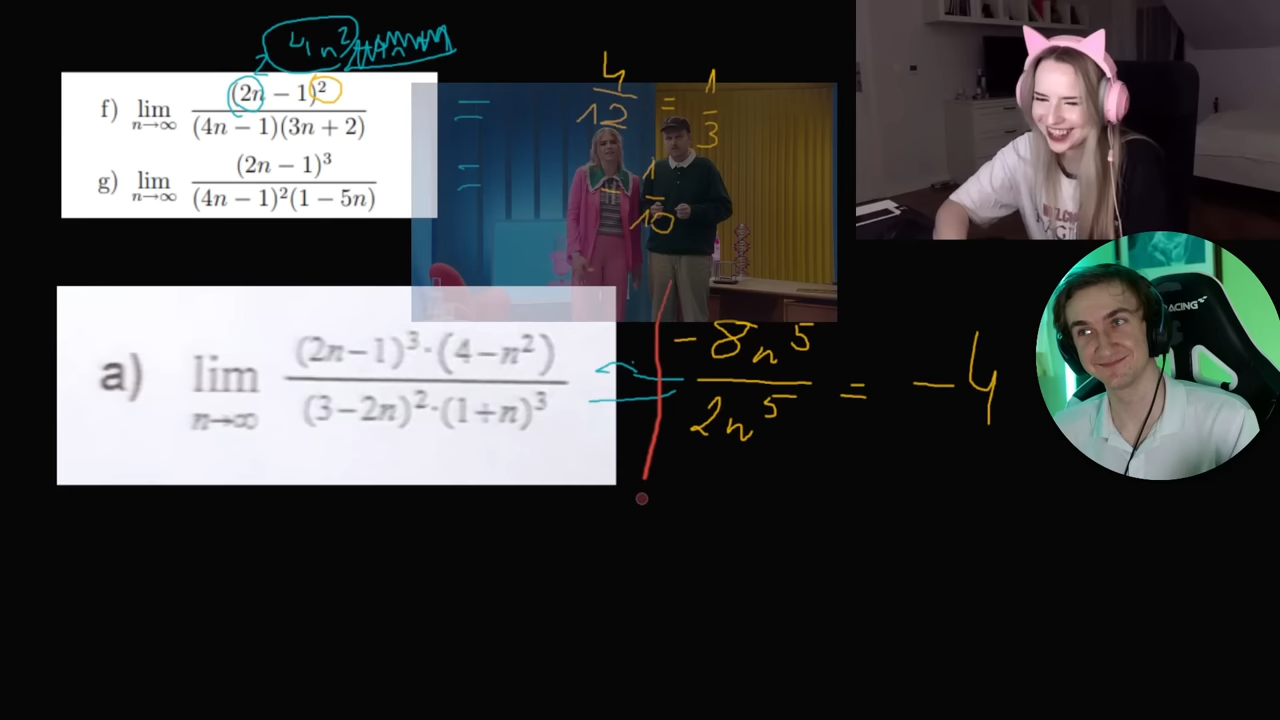 4n²
f) lim n→∞ (2n − 1)² / (4n − 1)(3n + 2)
= 4/12 = 1/3
g) lim n→∞ (2n − 1)³ / (4n − 1)²(1 − 5n)
= − 1/10
a) lim n→∞ (2n−1)³·(4−n²) / (3−2n)²·(1+n)³
= −8n⁵ / 2n⁵ = −4
RACING